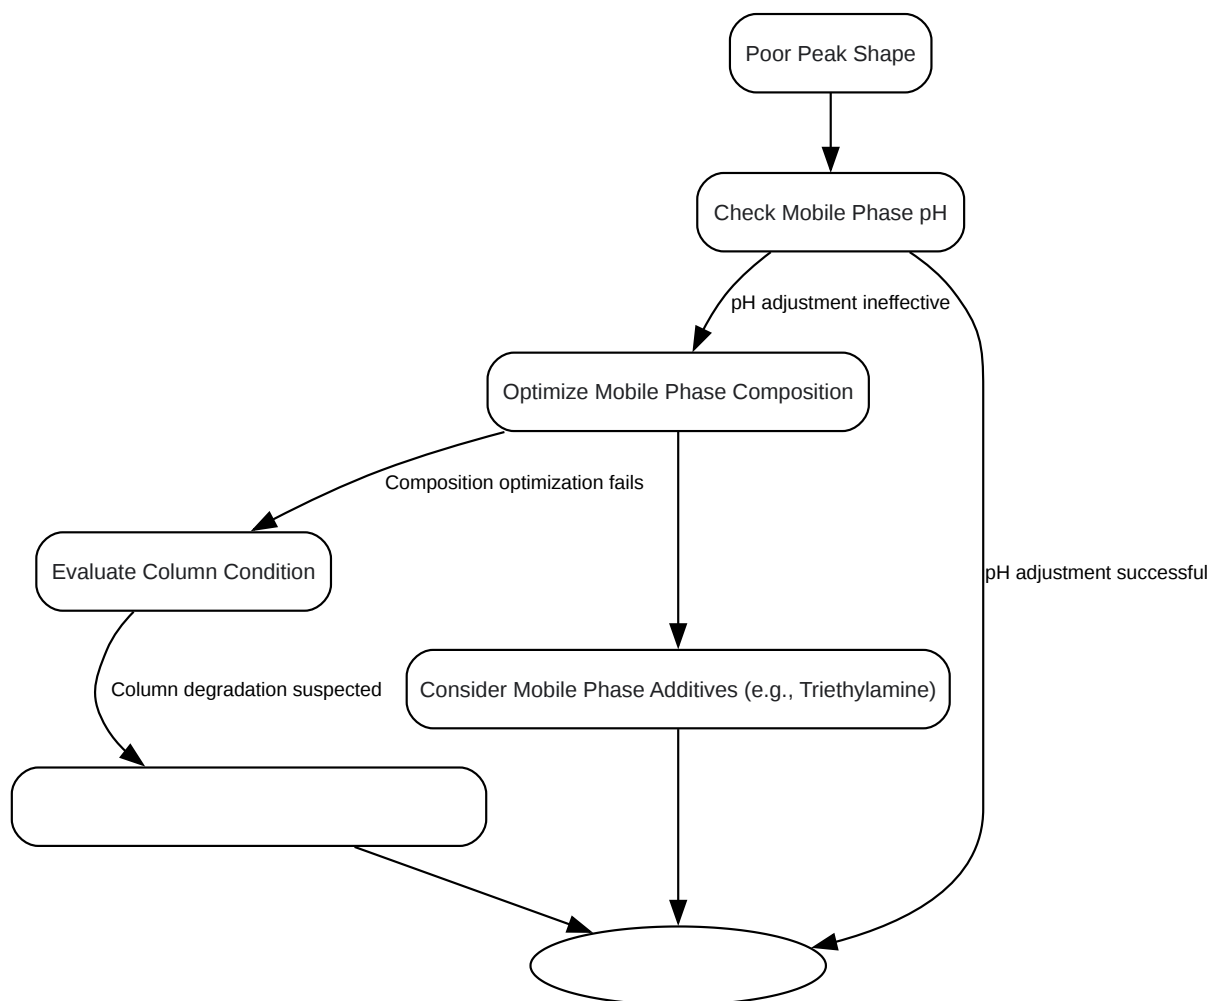 Poor Peak Shape
Check Mobile Phase pH
pH adjustment ineffective
Optimize Mobile Phase Composition
Composition optimization fails
Evaluate Column Condition
pH adjustment successful
Column degradation suspected
Consider Mobile Phase Additives (e.g., Triethylamine)